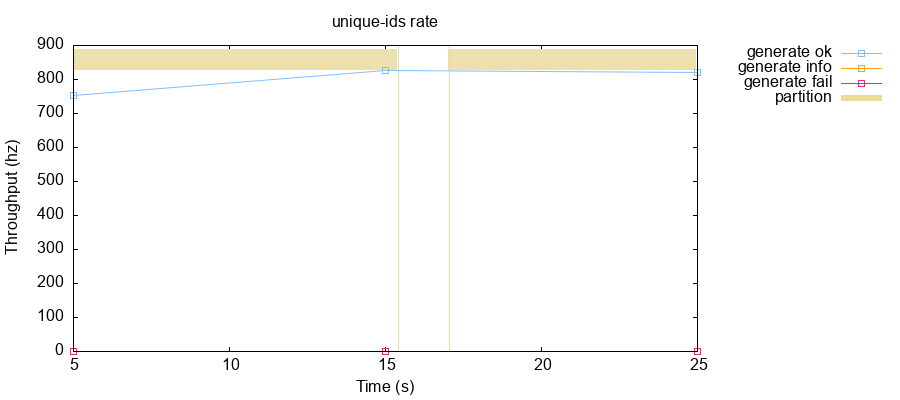 unique-ids rate
900
800
700
600
500
400
300
200
100
0
Throughput (hz)
5
10
15
20
25
Time (s)
generate ok
generate info
generate fail
partition